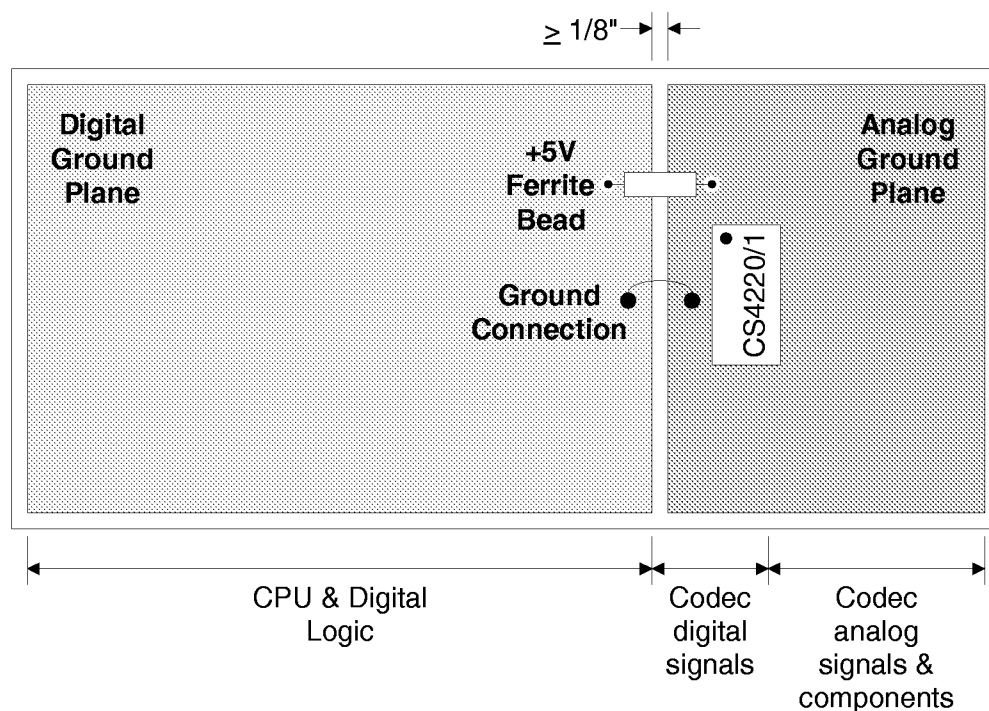 ≥ 1/8"
Digital
Ground
Plane
+5V
Ferrite
Bead
Analog
Ground
Plane
CS4220/1
Ground
Connection
CPU & Digital
Logic
Codec
digital
signals
Codec
analog
signals &
components